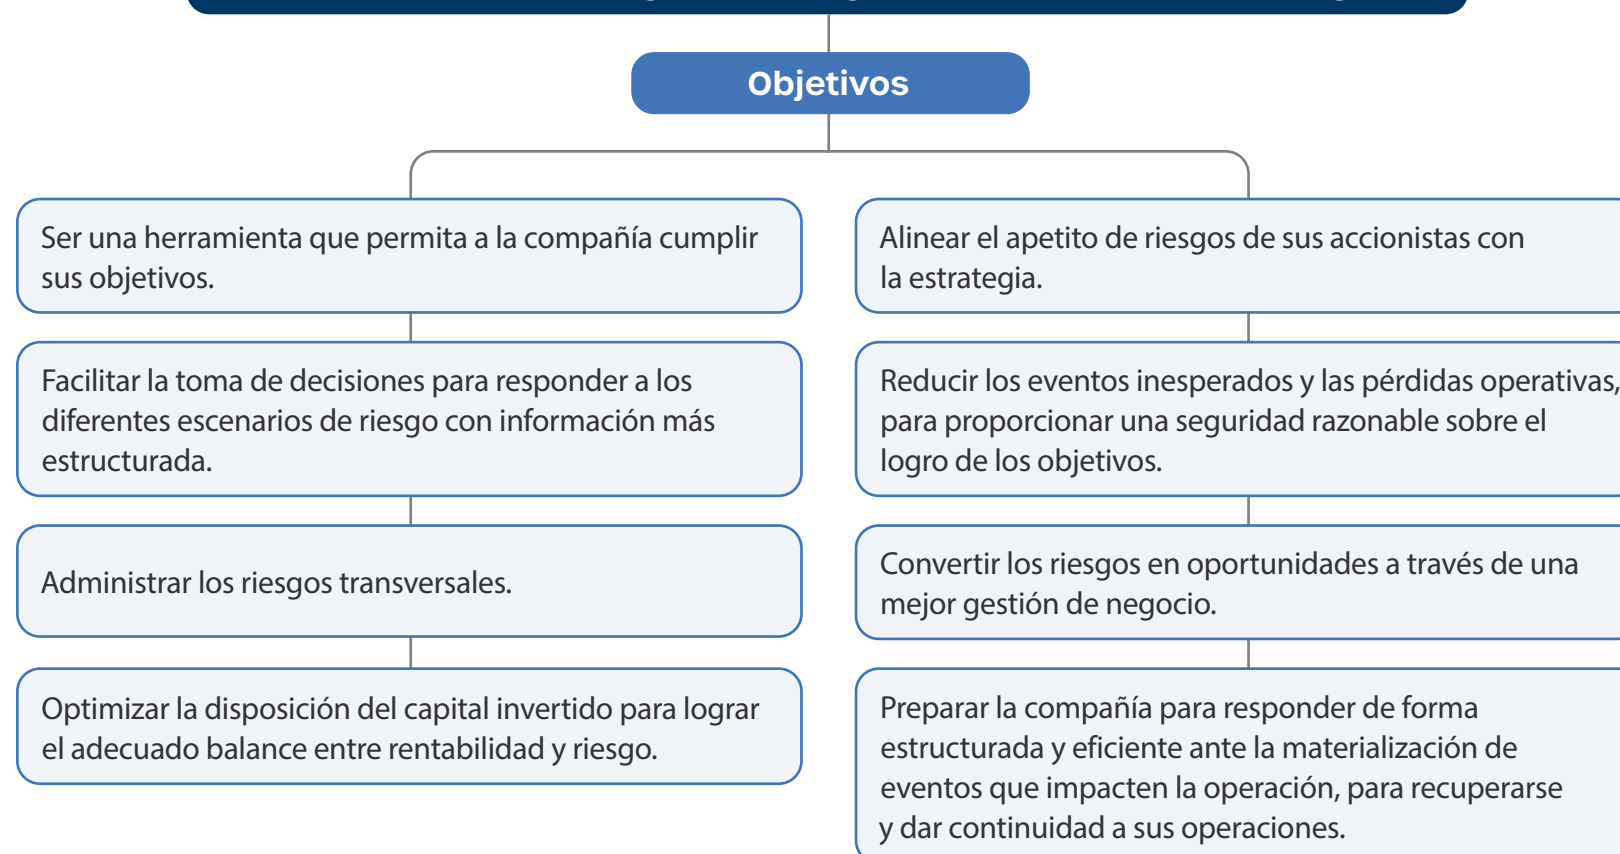 Objetivos
Ser una herramienta que permita a la compañía cumplir
sus objetivos.
Facilitar la toma de decisiones para responder a los
diferentes escenarios de riesgo con información más
estructurada.
Administrar los riesgos transversales.
Optimizar la disposición del capital invertido para lograr
el adecuado balance entre rentabilidad y riesgo.
Alinear el apetito de riesgos de sus accionistas con
la estrategia.
Reducir los eventos inesperados y las pérdidas operativas,
para proporcionar una seguridad razonable sobre el
logro de los objetivos.
Convertir los riesgos en oportunidades a través de una
mejor gestión de negocio.
Preparar la compañía para responder de forma
estructurada y eficiente ante la materialización de
eventos que impacten la operación, para recuperarse
y dar continuidad a sus operaciones.